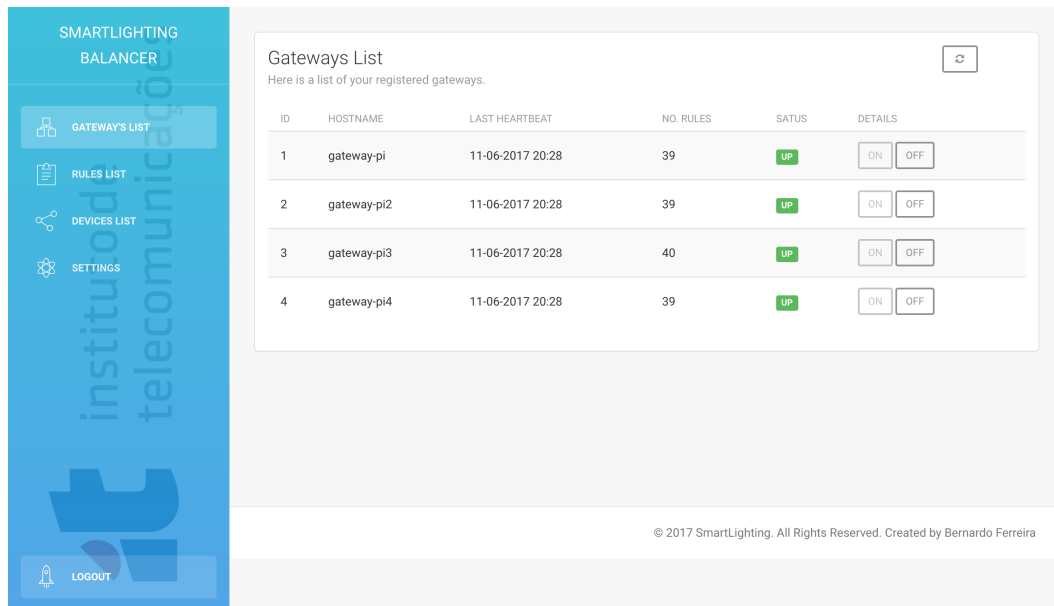 SMARTLIGHTING
BALANCER
GATEWAY'S LIST
RULES LIST
DEVICES LIST
SETTINGS
instituto de
telecomunicações
it
LOGOUT
Gateways List
Here is a list of your registered gateways.
ID HOSTNAME LAST HEARTBEAT NO. RULES SATUS DETAILS
1 gateway-pi 11-06-2017 20:28 39 UP ON OFF
2 gateway-pi2 11-06-2017 20:28 39 UP ON OFF
3 gateway-pi3 11-06-2017 20:28 40 UP ON OFF
4 gateway-pi4 11-06-2017 20:28 39 UP ON OFF
© 2017 SmartLighting. All Rights Reserved. Created by Bernardo Ferreira